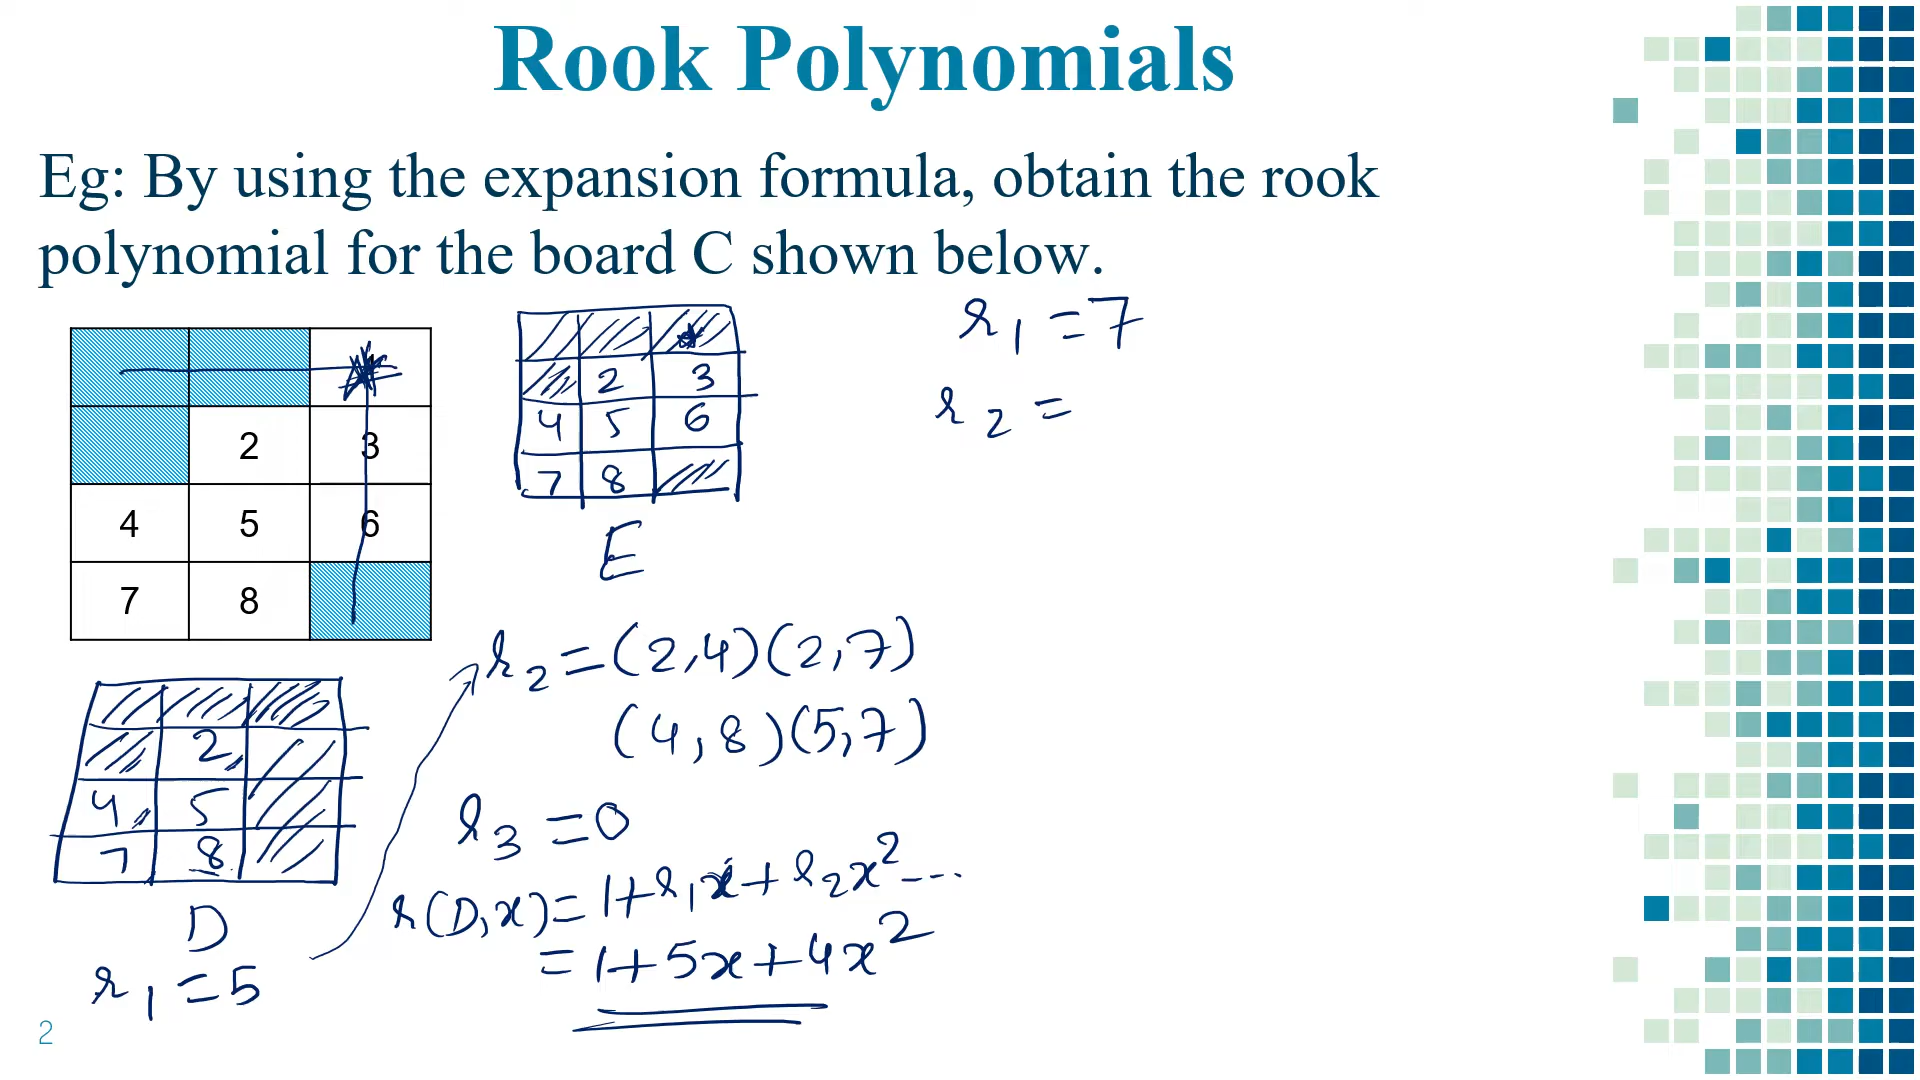 Rook Polynomials
Eg: By using the expansion formula, obtain the rook
polynomial for the board C shown below.
2 3
4 5 6
7 8
2 3
4 5 6
7 8
E
r1 = 7
r2 =
2
4 5
7 8
D
r1 = 5
r2 = (2,4)(2,7)
(4,8)(5,7)
r3 = 0
r(D,x) = 1+r1x+r2x²...
= 1+5x+4x²
2